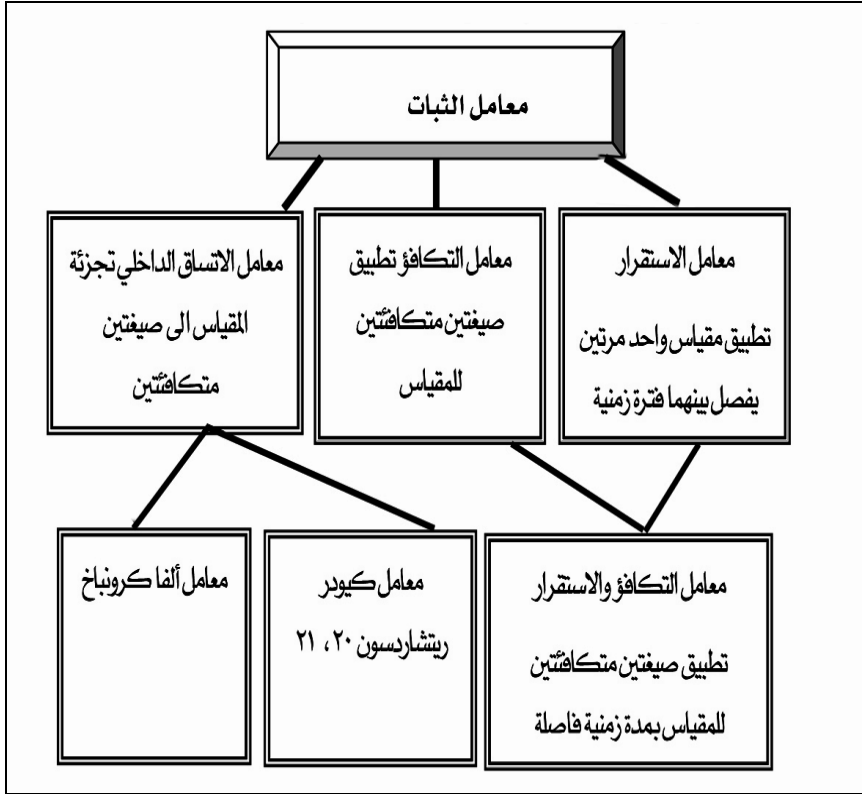 معامل الثبات
معامل الاستقرار
تطبيق مقياس واحد مرتين
يفصل بينهما فترة زمنية
معامل التكافؤ تطبيق
صيغتين متكافئتين
للمقياس
معامل الاتساق الداخلي تجزئة
المقياس الى صيغتين
متكافئتين
معامل التكافؤ والاستقرار
تطبيق صيغتين متكافئتين
للمقياس بمدة زمنية فاصلة
معامل كيودر
ريتشاردسون ٢٠، ٢١
معامل ألفا كرونباخ